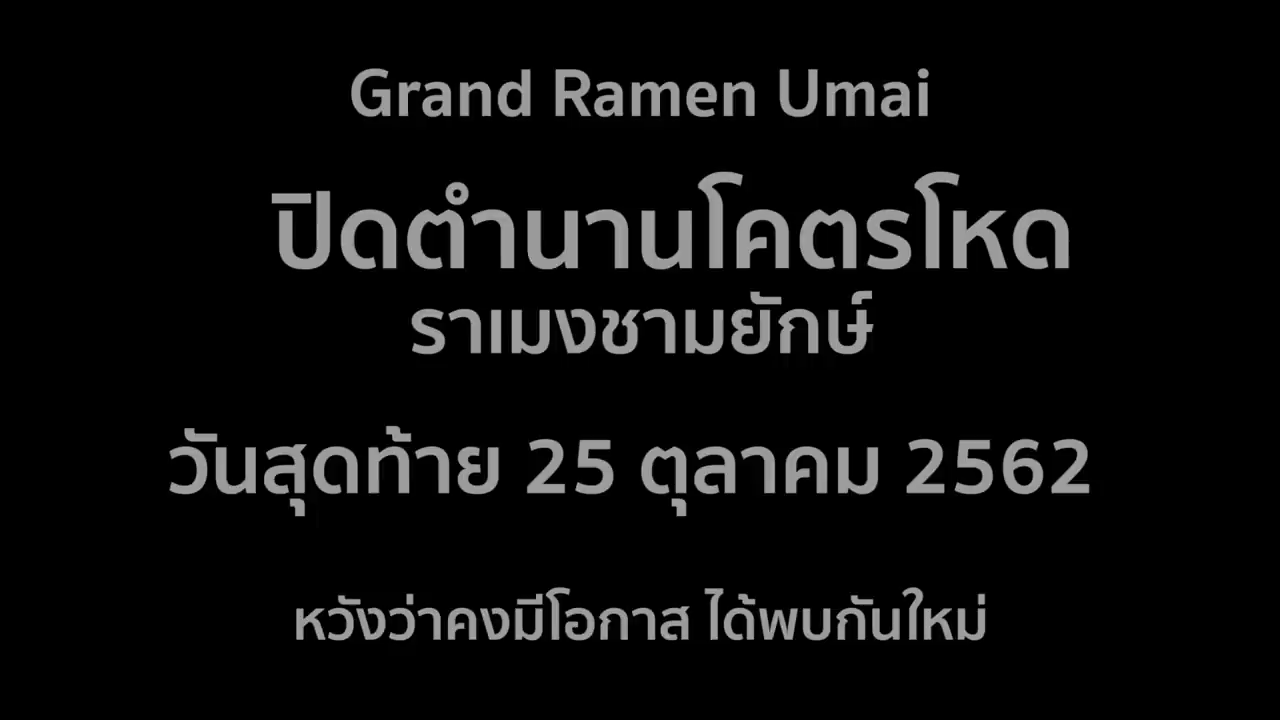 Grand Ramen Umai
ปิดตำนานโคตรโหด
ราเมงชามยักษ์
วันสุดท้าย 25 ตุลาคม 2562
หวังว่าคงมีโอกาส ได้พบกันใหม่